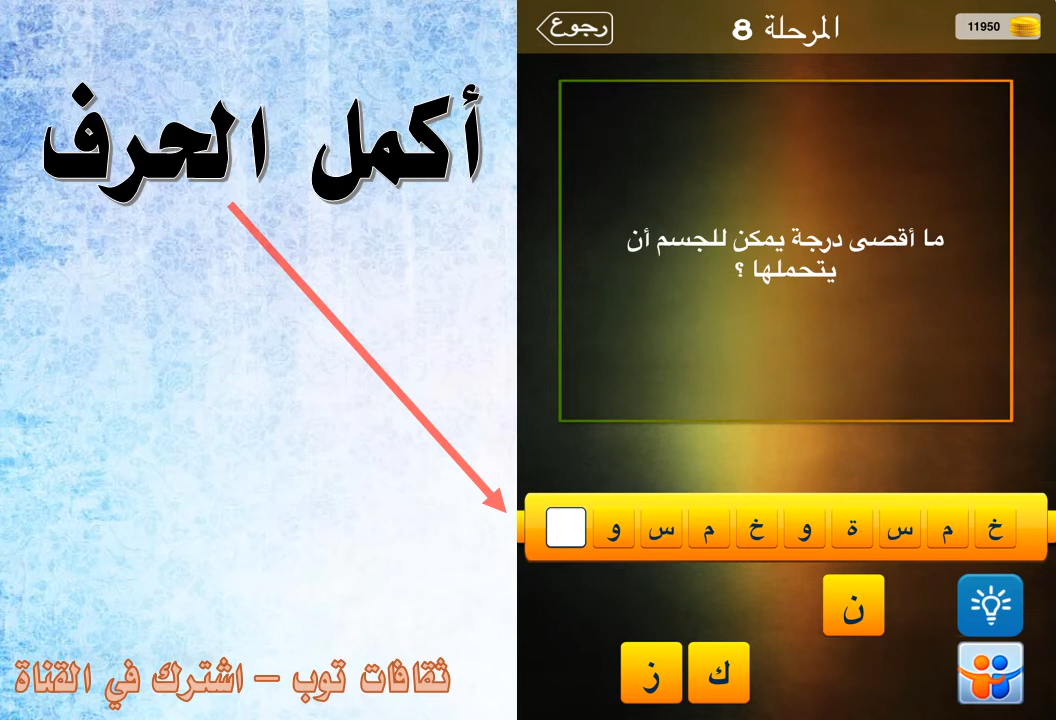 أكمل الحرف
ثقافات توب – اشترك في القناة
رجوع
المرحلة 8
11950
ما أقصى درجة يمكن للجسم أن
يتحملها ؟
خ م س ة و خ م س و
ن
ز ك